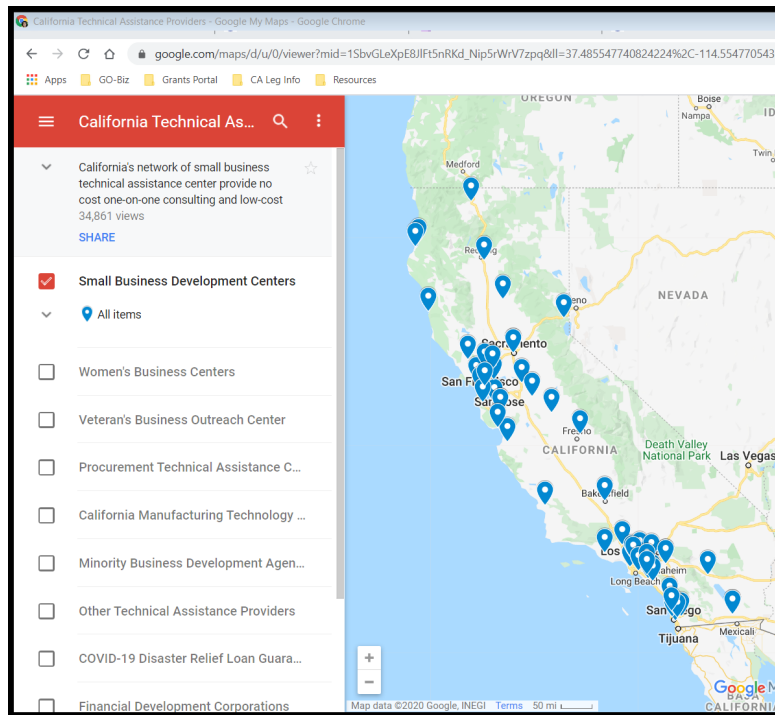 California Technical Assistance Providers - Google My Maps - Google Chrome
google.com/maps/d/u/0/viewer?mid=1SbvGLeXpE8JlFt5nRKd_Nip5rWrV7zpq&ll=37.485547740824224%2C-114.554770543
Apps GO-Biz Grants Portal CA Leg Info Resources
California Technical As...
California's network of small business
technical assistance center provide no
cost one-on-one consulting and low-cost
34,861 views
SHARE
Small Business Development Centers
All items
Women's Business Centers
Veteran's Business Outreach Center
Procurement Technical Assistance C...
California Manufacturing Technology ...
Minority Business Development Agen...
Other Technical Assistance Providers
COVID-19 Disaster Relief Loan Guara...
Financial Development Corporations
OREGON
Boise
Nampa
ID
Twin
Medford
NEVADA
Sacramento
San Francisco
San Jose
Fresno
CALIFORNIA
Death Valley
National Park
Las Vegas
Bakersfield
Los
Long Beach
San Diego
Tijuana
Mexicali
Google
BAJA
CALIFORNIA
Map data ©2020 Google, INEGI Terms 50 mi